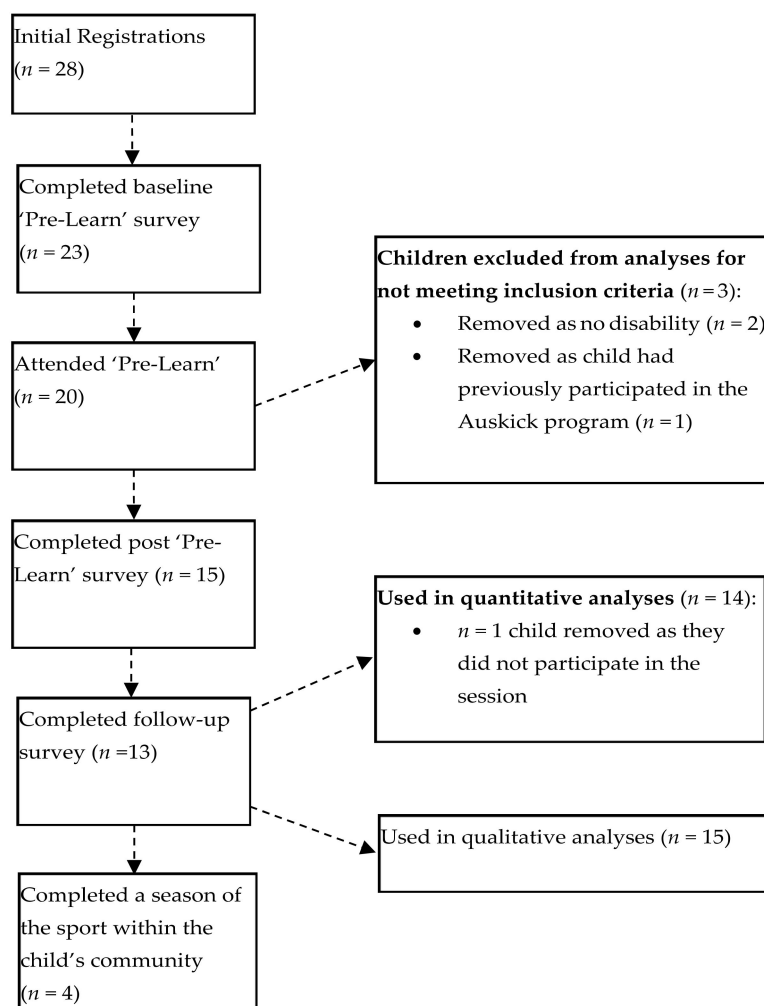 Initial Registrations
(n = 28)
Completed baseline
‘Pre-Learn’ survey
(n = 23)
Children excluded from analyses for
not meeting inclusion criteria (n = 3):
• Removed as no disability (n = 2)
• Removed as child had
previously participated in the
Auskick program (n = 1)
Attended ‘Pre-Learn’
(n = 20)
Completed post ‘Pre-
Learn’ survey (n = 15)
Used in quantitative analyses (n = 14):
• n = 1 child removed as they
did not participate in the
session
Completed follow-up
survey (n =13)
Used in qualitative analyses (n = 15)
Completed a season of
the sport within the
child’s community
(n = 4)